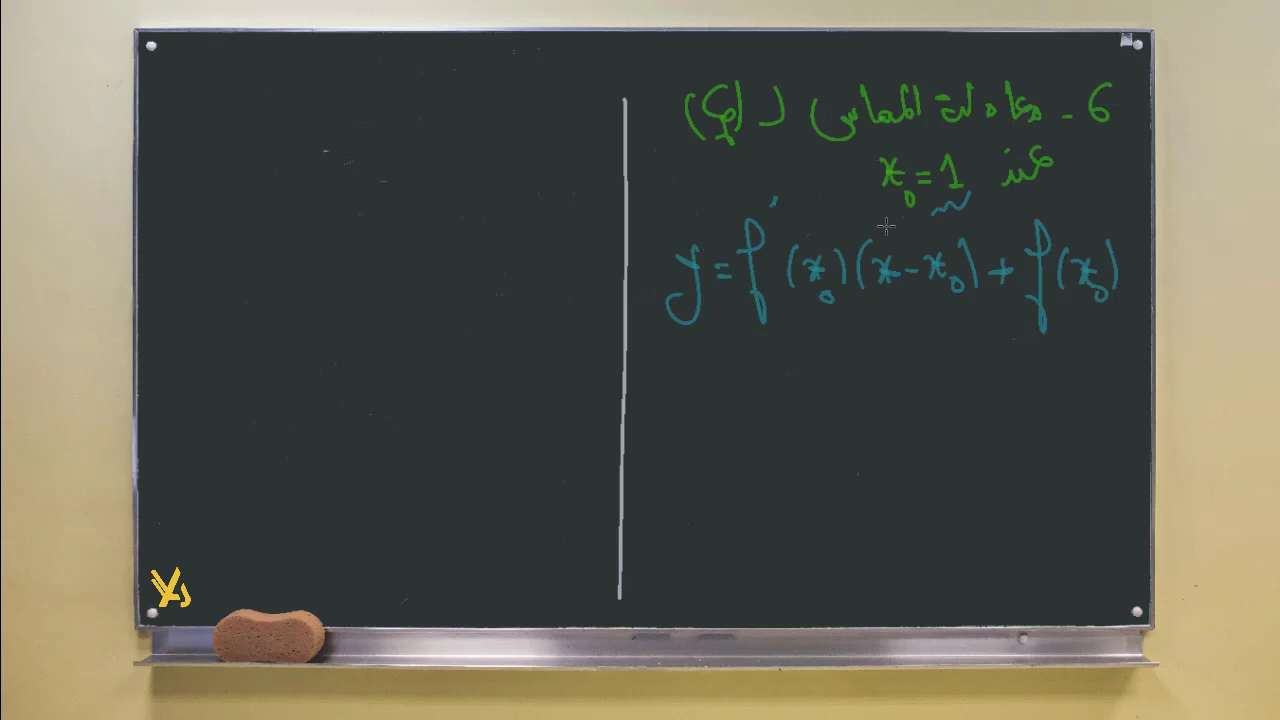 6 - معادلة المماس لـ (Cf)
عند x₀ = 1
y = f'(x₀)(x - x₀) + f(x₀)